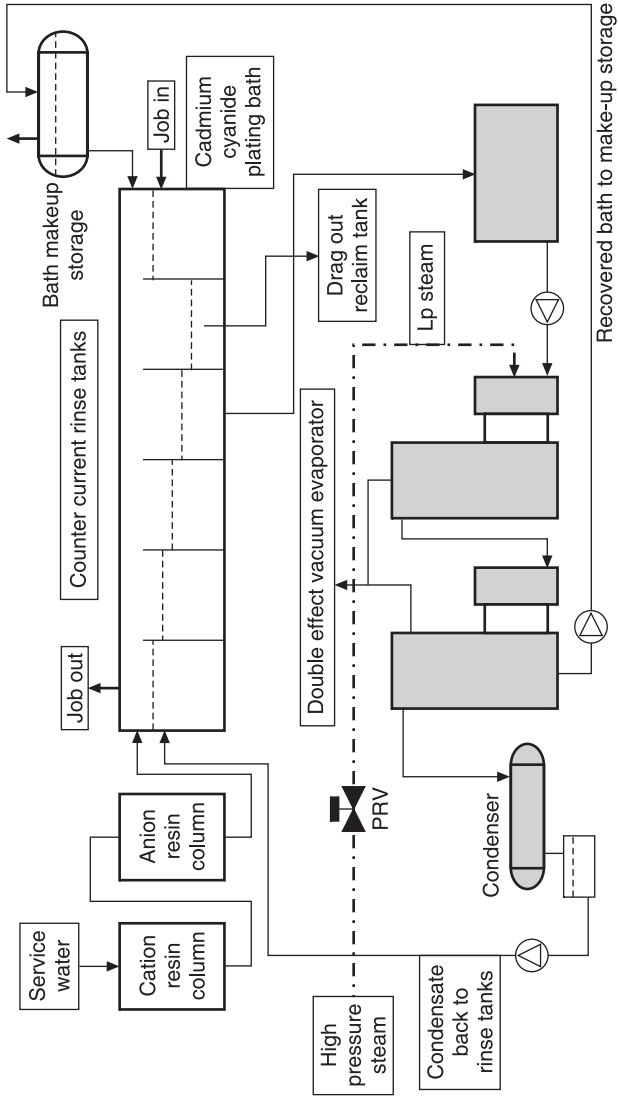 Service
water
Cation
resin
column
Anion
resin
column
Job out
Counter current rinse tanks
Bath makeup
storage
Job in
Cadmium
cyanide
plating bath
Drag out
reclaim tank
Lp steam
Double effect vacuum evaporator
PRV
High
pressure
steam
Condenser
Condensate
back to
rinse tanks
Recovered bath to make-up storage